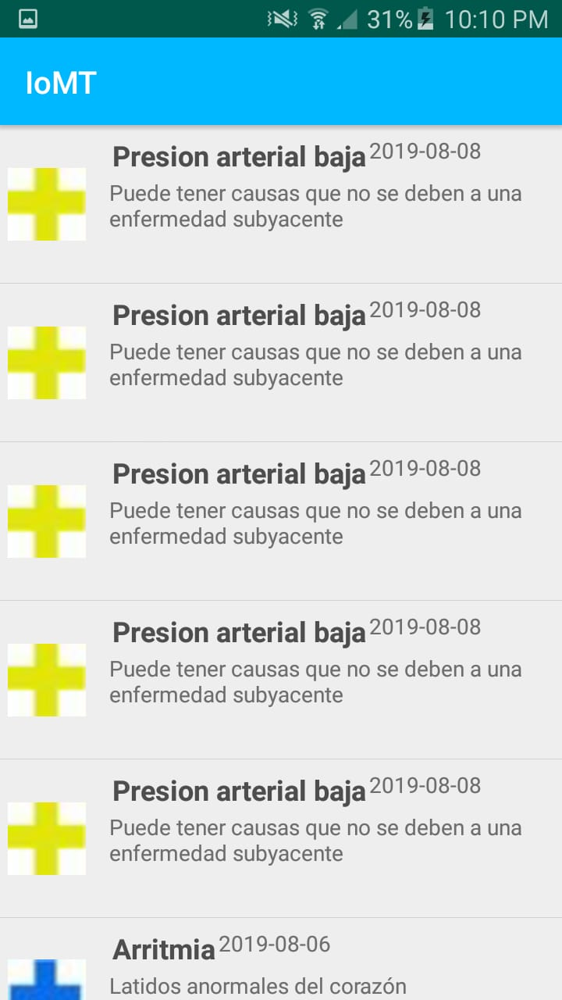 31% 10:10 PM
IoMT
Presion arterial baja 2019-08-08
Puede tener causas que no se deben a una
enfermedad subyacente
Presion arterial baja 2019-08-08
Puede tener causas que no se deben a una
enfermedad subyacente
Presion arterial baja 2019-08-08
Puede tener causas que no se deben a una
enfermedad subyacente
Presion arterial baja 2019-08-08
Puede tener causas que no se deben a una
enfermedad subyacente
Presion arterial baja 2019-08-08
Puede tener causas que no se deben a una
enfermedad subyacente
Arritmia 2019-08-06
Latidos anormales del corazón